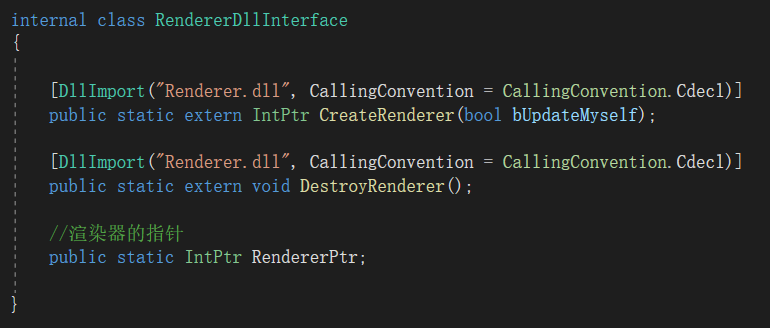 internal class RendererDllInterface
{
[DllImport("Renderer.dll", CallingConvention = CallingConvention.Cdecl)]
public static extern IntPtr CreateRenderer(bool bUpdateMyself);
[DllImport("Renderer.dll", CallingConvention = CallingConvention.Cdecl)]
public static extern void DestroyRenderer();
//渲染器的指针
public static IntPtr RendererPtr;
}